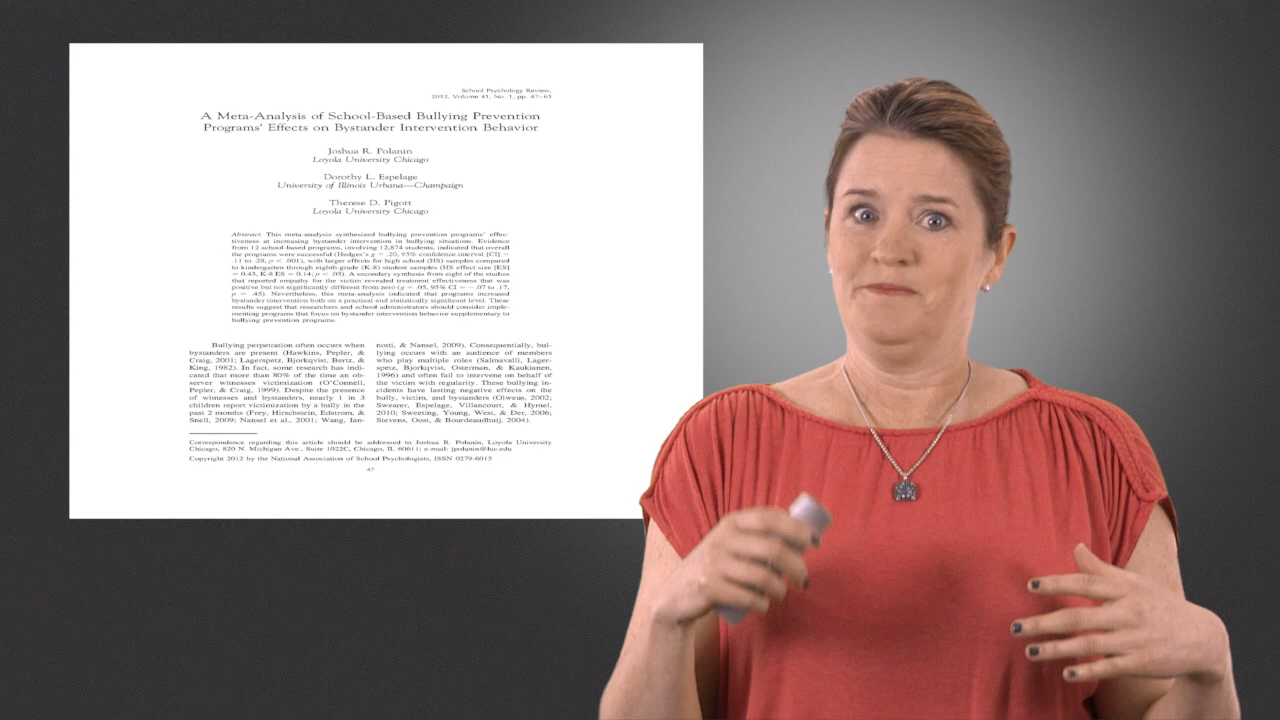 School Psychology Review,
2012, Volume 41, No. 1, pp. 47–63
A Meta-Analysis of School-Based Bullying Prevention
Programs' Effects on Bystander Intervention Behavior
Joshua R. Polanin
Loyola University Chicago
Dorothy L. Espelage
University of Illinois Urbana—Champaign
Therese D. Pigott
Loyola University Chicago
Abstract. This meta-analysis synthesized bullying prevention programs' effec-
tiveness at increasing bystander intervention in bullying situations. Evidence
from 12 school-based programs, involving 12,874 students, indicated that overall
the programs were successful (Hedges's g = .20, 95% confidence interval [CI] =
.11 to .29, p < .001), with larger effects for high school (HS) samples compared
to kindergarten through eighth-grade (K-8) student samples (HS effect size [ES]
= 0.43, K-8 ES = 0.14; p < .05). A secondary synthesis from eight of the studies
that reported empathy for the victim revealed treatment effectiveness that was
positive but not significantly different from zero (g = .05, 95% CI = −.07 to .17,
p = .45). Nevertheless, this meta-analysis indicated that programs increased
bystander intervention both on a practical and statistically significant level. These
results suggest that researchers and school administrators should consider imple-
menting programs that focus on bystander intervention behavior supplementary to
bullying prevention programs.
Bullying perpetration often occurs when
bystanders are present (Hawkins, Pepler, &
Craig, 2001; Lagerspetz, Bjorkqvist, Bertz, &
King, 1982). In fact, some research has indi-
cated that more than 80% of the time an ob-
server witnesses victimization (O'Connell,
Pepler, & Craig, 1999). Despite the presence
of witnesses and bystanders, nearly 1 in 3
children report victimization by a bully in the
past 2 months (Frey, Hirschstein, Edstrom, &
Snell, 2009; Nansel et al., 2001; Wang, Ian-
notti, & Nansel, 2009). Consequentially, bul-
lying occurs with an audience of members
who play multiple roles (Salmavalli, Lager-
spetz, Bjorkqvist, Osterman, & Kaukianen,
1996) and often fail to intervene on behalf of
the victim with regularity. These bullying in-
cidents have lasting negative effects on the
bully, victim, and bystanders (Olweus, 2002;
Swearer, Espelage, Villancourt, & Hymel,
2010; Sweeting, Young, West, & Der, 2006;
Stevens, Oost, & Bourdeaudhuij, 2004).
Correspondence regarding this article should be addressed to Joshua R. Polanin, Loyola University
Chicago, 820 N. Michigan Ave., Suite 1022C, Chicago, IL 60611; e-mail: jpolanin@luc.edu
Copyright 2012 by the National Association of School Psychologists, ISSN 0279-6015
47